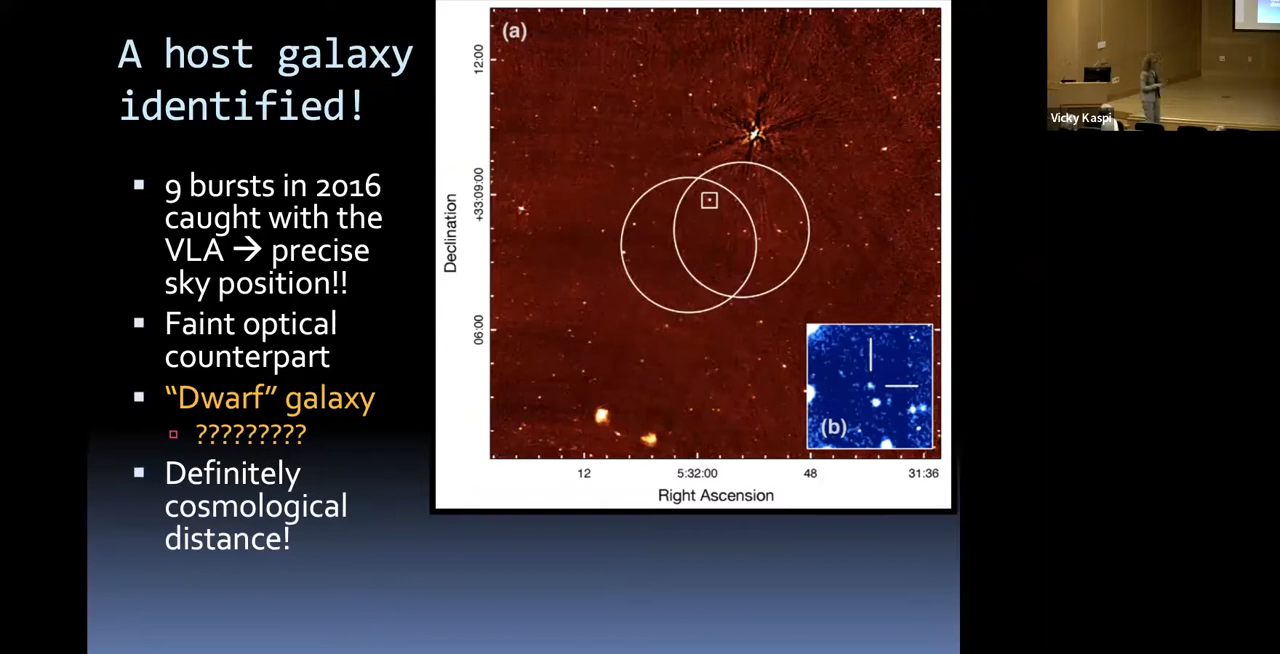 A host galaxy
identified!
▪ 9 bursts in 2016
caught with the
VLA → precise
sky position!!
▪ Faint optical
counterpart
▪ “Dwarf” galaxy
▫ ?????????
▪ Definitely
cosmological
distance!
(a)
12:00
+33:09:00
06:00
Declination
(b)
12
5:32:00
48
31:36
Right Ascension
Vicky Kaspi